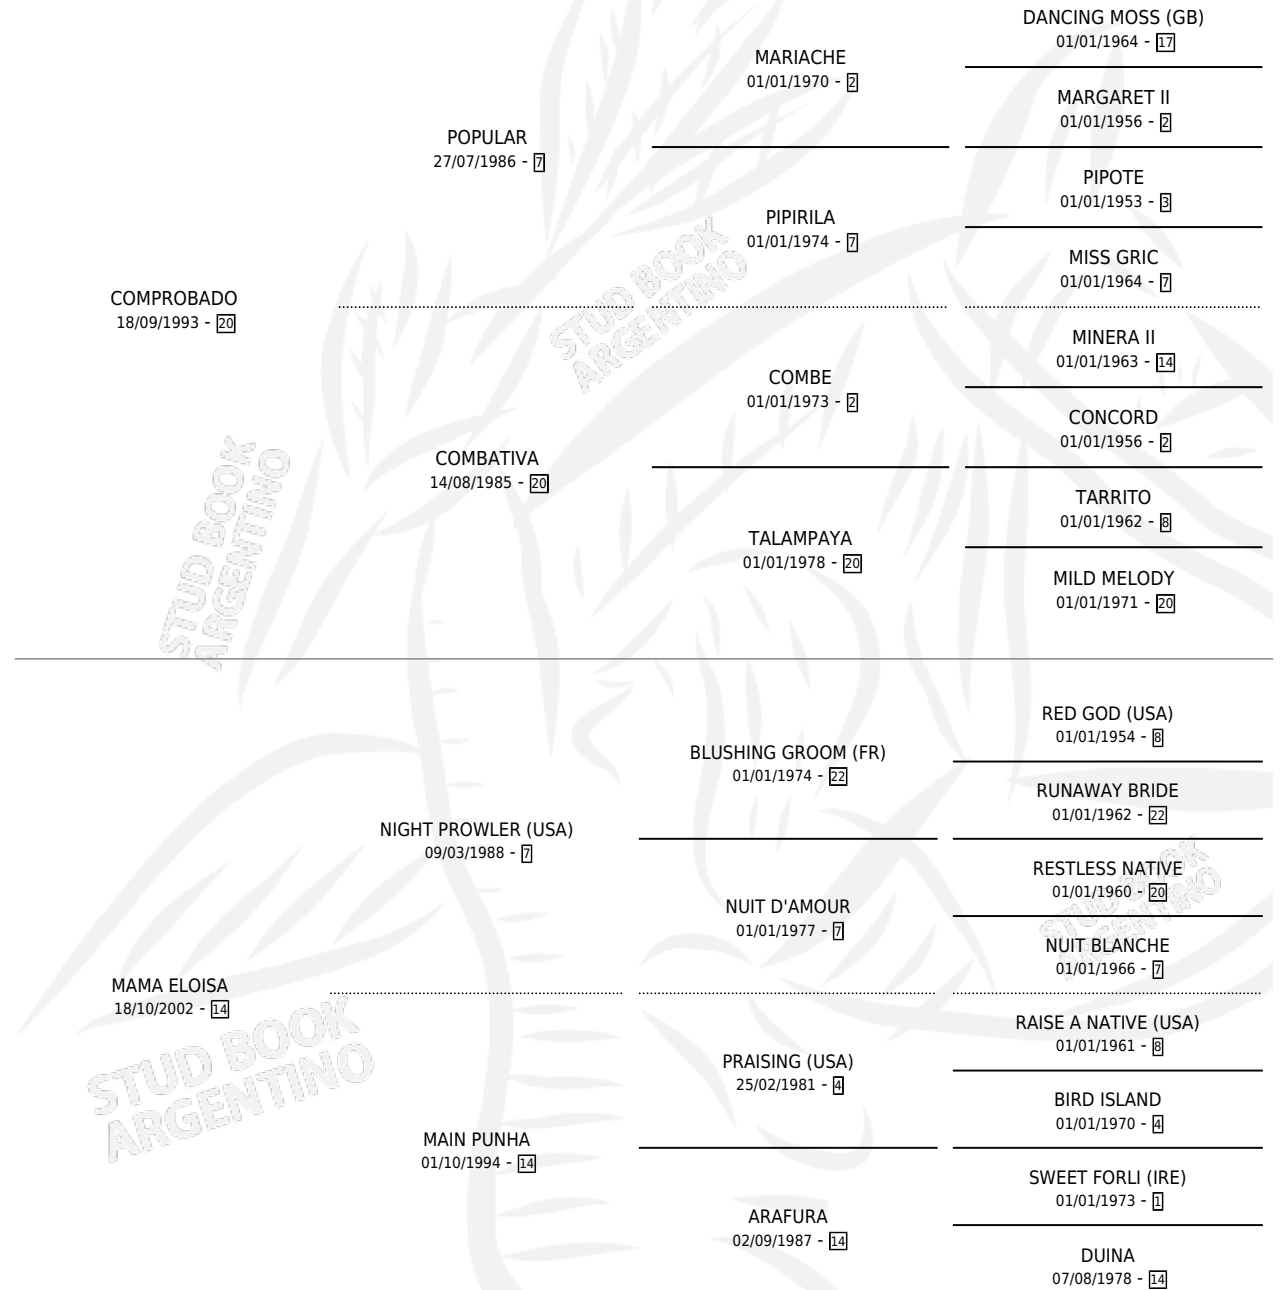 DANCING MOSS (GB)
01/01/1964 - 17
MARIACHE
01/01/1970 - 2
MARGARET II
01/01/1956 - 2
POPULAR
27/07/1986 - 7
PIPOTE
01/01/1953 - 3
PIPIRILA
01/01/1974 - 7
MISS GRIC
01/01/1964 - 7
COMPROBADO
18/09/1993 - 20
MINERA II
01/01/1963 - 14
COMBE
01/01/1973 - 2
CONCORD
01/01/1956 - 2
COMBATIVA
14/08/1985 - 20
TARRITO
01/01/1962 - 8
TALAMPAYA
01/01/1978 - 20
MILD MELODY
01/01/1971 - 20
RED GOD (USA)
01/01/1954 - 8
BLUSHING GROOM (FR)
01/01/1974 - 22
RUNAWAY BRIDE
01/01/1962 - 22
NIGHT PROWLER (USA)
09/03/1988 - 7
RESTLESS NATIVE
01/01/1960 - 20
NUIT D'AMOUR
01/01/1977 - 7
NUIT BLANCHE
01/01/1966 - 7
MAMA ELOISA
18/10/2002 - 14
RAISE A NATIVE (USA)
01/01/1961 - 8
PRAISING (USA)
25/02/1981 - 4
BIRD ISLAND
01/01/1970 - 4
MAIN PUNHA
01/10/1994 - 14
SWEET FORLI (IRE)
01/01/1973 - 1
ARAFURA
02/09/1987 - 14
DUINA
07/08/1978 - 14
STUD BOOK
ARGENTINO
STUD BOOK
ARGENTINO
STUD BOOK
ARGENTINO
STUD BOOK
ARGENTINO